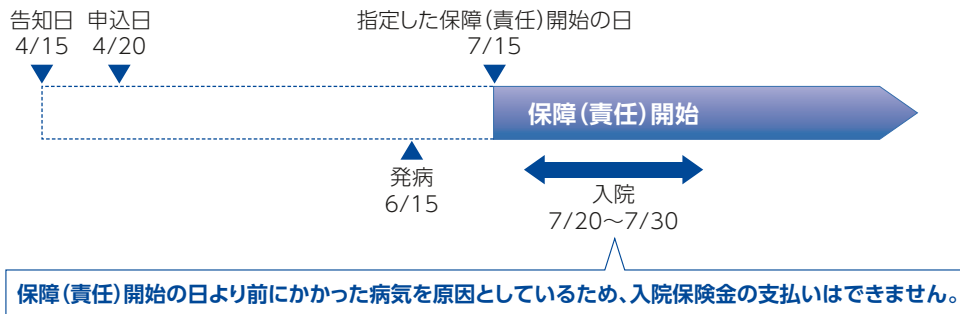 告知日 申込日 指定した保障(責任)開始の日
4/15 4/20 7/15
保障(責任)開始
発病
6/15
入院
7/20～7/30
保障(責任)開始の日より前にかかった病気を原因としているため、入院保険金の支払いはできません。